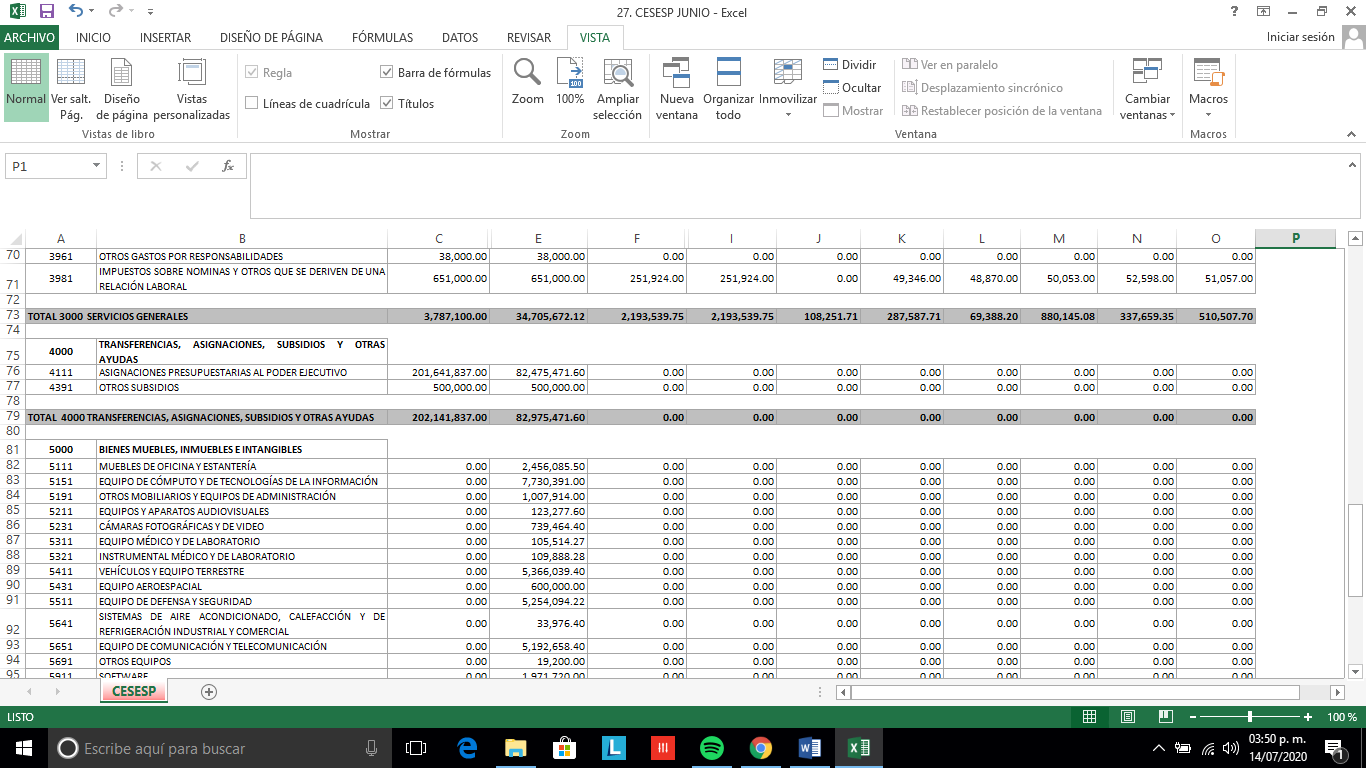 27. CESESP JUNIO - Excel
ARCHIVO INICIO INSERTAR DISEÑO DE PÁGINA FÓRMULAS DATOS REVISAR VISTA Iniciar sesión
Normal Ver salt. Pág. Diseño de página Vistas personalizadas
Vistas de libro
Regla Barra de fórmulas
Líneas de cuadrícula Títulos
Mostrar
Zoom 100% Ampliar selección
Zoom
Nueva ventana Organizar todo Inmovilizar
Dividir Ver en paralelo
Ocultar Desplazamiento sincrónico
Mostrar Restablecer posición de la ventana
Cambiar ventanas
Ventana
Macros
Macros
P1 fx
A B C E F I J K L M N O P
70 3961 OTROS GASTOS POR RESPONSABILIDADES 38,000.00 38,000.00 0.00 0.00 0.00 0.00 0.00 0.00 0.00 0.00
71 3981 IMPUESTOS SOBRE NOMINAS Y OTROS QUE SE DERIVEN DE UNA
RELACIÓN LABORAL 651,000.00 651,000.00 251,924.00 251,924.00 0.00 49,346.00 48,870.00 50,053.00 52,598.00 51,057.00
72
73 TOTAL 3000 SERVICIOS GENERALES 3,787,100.00 34,705,672.12 2,193,539.75 2,193,539.75 108,251.71 287,587.71 69,388.20 880,145.08 337,659.35 510,507.70
74
75 4000 TRANSFERENCIAS, ASIGNACIONES, SUBSIDIOS Y OTRAS
AYUDAS
76 4111 ASIGNACIONES PRESUPUESTARIAS AL PODER EJECUTIVO 201,641,837.00 82,475,471.60 0.00 0.00 0.00 0.00 0.00 0.00 0.00 0.00
77 4391 OTROS SUBSIDIOS 500,000.00 500,000.00 0.00 0.00 0.00 0.00 0.00 0.00 0.00 0.00
78
79 TOTAL 4000 TRANSFERENCIAS, ASIGNACIONES, SUBSIDIOS Y OTRAS AYUDAS 202,141,837.00 82,975,471.60 0.00 0.00 0.00 0.00 0.00 0.00 0.00 0.00
80
81 5000 BIENES MUEBLES, INMUEBLES E INTANGIBLES
82 5111 MUEBLES DE OFICINA Y ESTANTERÍA 0.00 2,456,085.50 0.00 0.00 0.00 0.00 0.00 0.00 0.00 0.00
83 5151 EQUIPO DE CÓMPUTO Y DE TECNOLOGÍAS DE LA INFORMACIÓN 0.00 7,730,391.00 0.00 0.00 0.00 0.00 0.00 0.00 0.00 0.00
84 5191 OTROS MOBILIARIOS Y EQUIPOS DE ADMINISTRACIÓN 0.00 1,007,914.00 0.00 0.00 0.00 0.00 0.00 0.00 0.00 0.00
85 5211 EQUIPOS Y APARATOS AUDIOVISUALES 0.00 123,277.60 0.00 0.00 0.00 0.00 0.00 0.00 0.00 0.00
86 5231 CÁMARAS FOTOGRÁFICAS Y DE VIDEO 0.00 739,464.40 0.00 0.00 0.00 0.00 0.00 0.00 0.00 0.00
87 5311 EQUIPO MÉDICO Y DE LABORATORIO 0.00 105,514.27 0.00 0.00 0.00 0.00 0.00 0.00 0.00 0.00
88 5321 INSTRUMENTAL MÉDICO Y DE LABORATORIO 0.00 109,888.28 0.00 0.00 0.00 0.00 0.00 0.00 0.00 0.00
89 5411 VEHÍCULOS Y EQUIPO TERRESTRE 0.00 5,366,039.40 0.00 0.00 0.00 0.00 0.00 0.00 0.00 0.00
90 5431 EQUIPO AEROESPACIAL 0.00 600,000.00 0.00 0.00 0.00 0.00 0.00 0.00 0.00 0.00
91 5511 EQUIPO DE DEFENSA Y SEGURIDAD 0.00 5,254,094.22 0.00 0.00 0.00 0.00 0.00 0.00 0.00 0.00
92 5641 SISTEMAS DE AIRE ACONDICIONADO, CALEFACCIÓN Y DE
REFRIGERACIÓN INDUSTRIAL Y COMERCIAL 0.00 33,976.40 0.00 0.00 0.00 0.00 0.00 0.00 0.00 0.00
93 5651 EQUIPO DE COMUNICACIÓN Y TELECOMUNICACIÓN 0.00 5,192,658.40 0.00 0.00 0.00 0.00 0.00 0.00 0.00 0.00
94 5691 OTROS EQUIPOS 0.00 19,200.00 0.00 0.00 0.00 0.00 0.00 0.00 0.00 0.00
95 5911 SOFTWARE 0.00 1,971,720.00 0.00 0.00 0.00 0.00 0.00 0.00 0.00 0.00
CESESP
LISTO 100 %
Escribe aquí para buscar
03:50 p. m.
14/07/2020
1